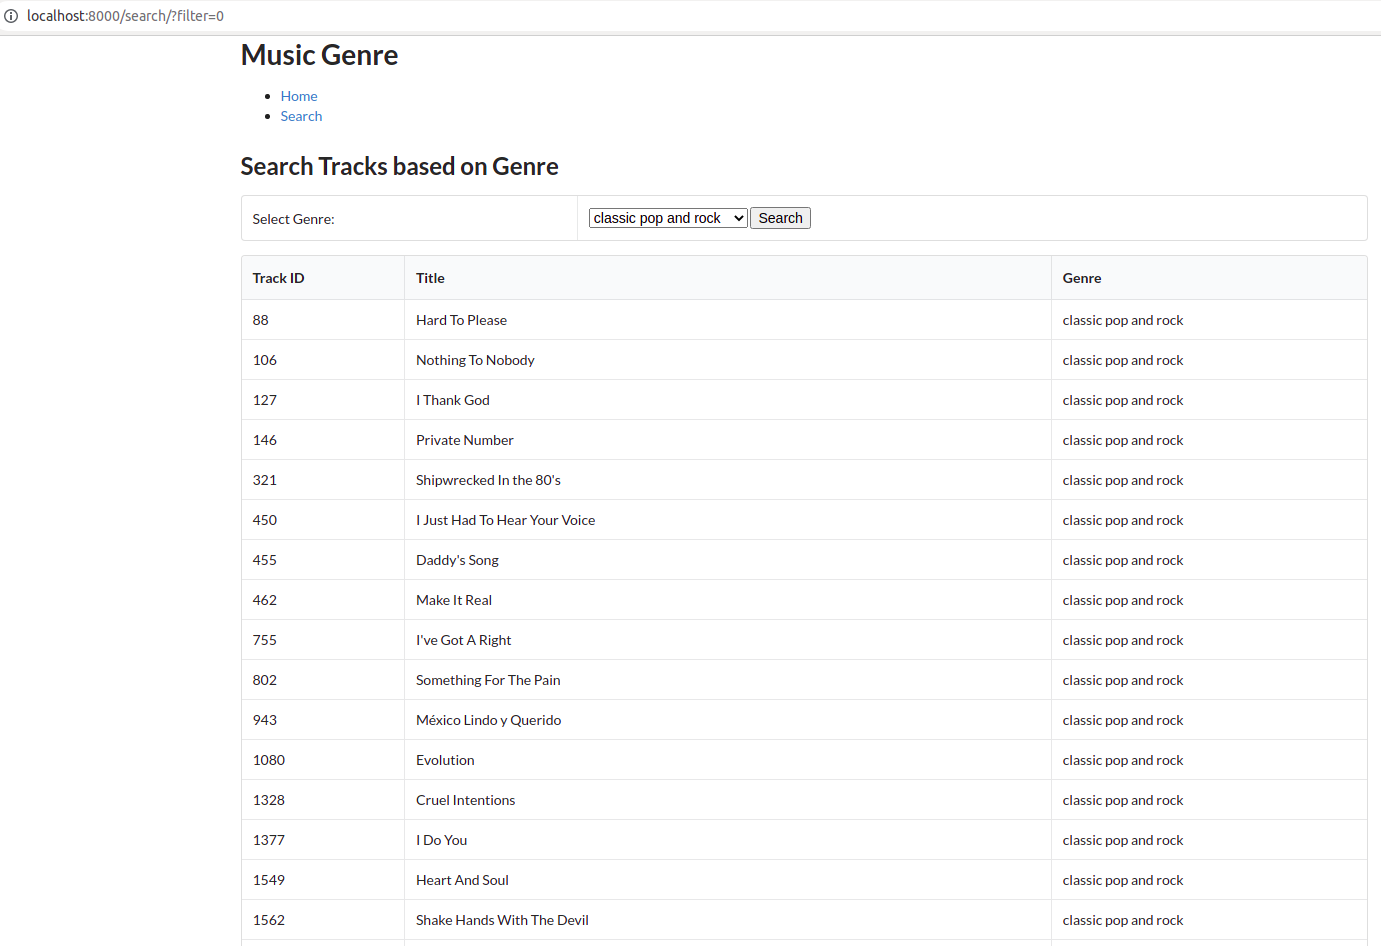 localhost:8000/search/?filter=0
Music Genre
Home
Search
Search Tracks based on Genre
Select Genre: classic pop and rock Search
Track ID Title Genre
88 Hard To Please classic pop and rock
106 Nothing To Nobody classic pop and rock
127 I Thank God classic pop and rock
146 Private Number classic pop and rock
321 Shipwrecked In the 80's classic pop and rock
450 I Just Had To Hear Your Voice classic pop and rock
455 Daddy's Song classic pop and rock
462 Make It Real classic pop and rock
755 I've Got A Right classic pop and rock
802 Something For The Pain classic pop and rock
943 México Lindo y Querido classic pop and rock
1080 Evolution classic pop and rock
1328 Cruel Intentions classic pop and rock
1377 I Do You classic pop and rock
1549 Heart And Soul classic pop and rock
1562 Shake Hands With The Devil classic pop and rock